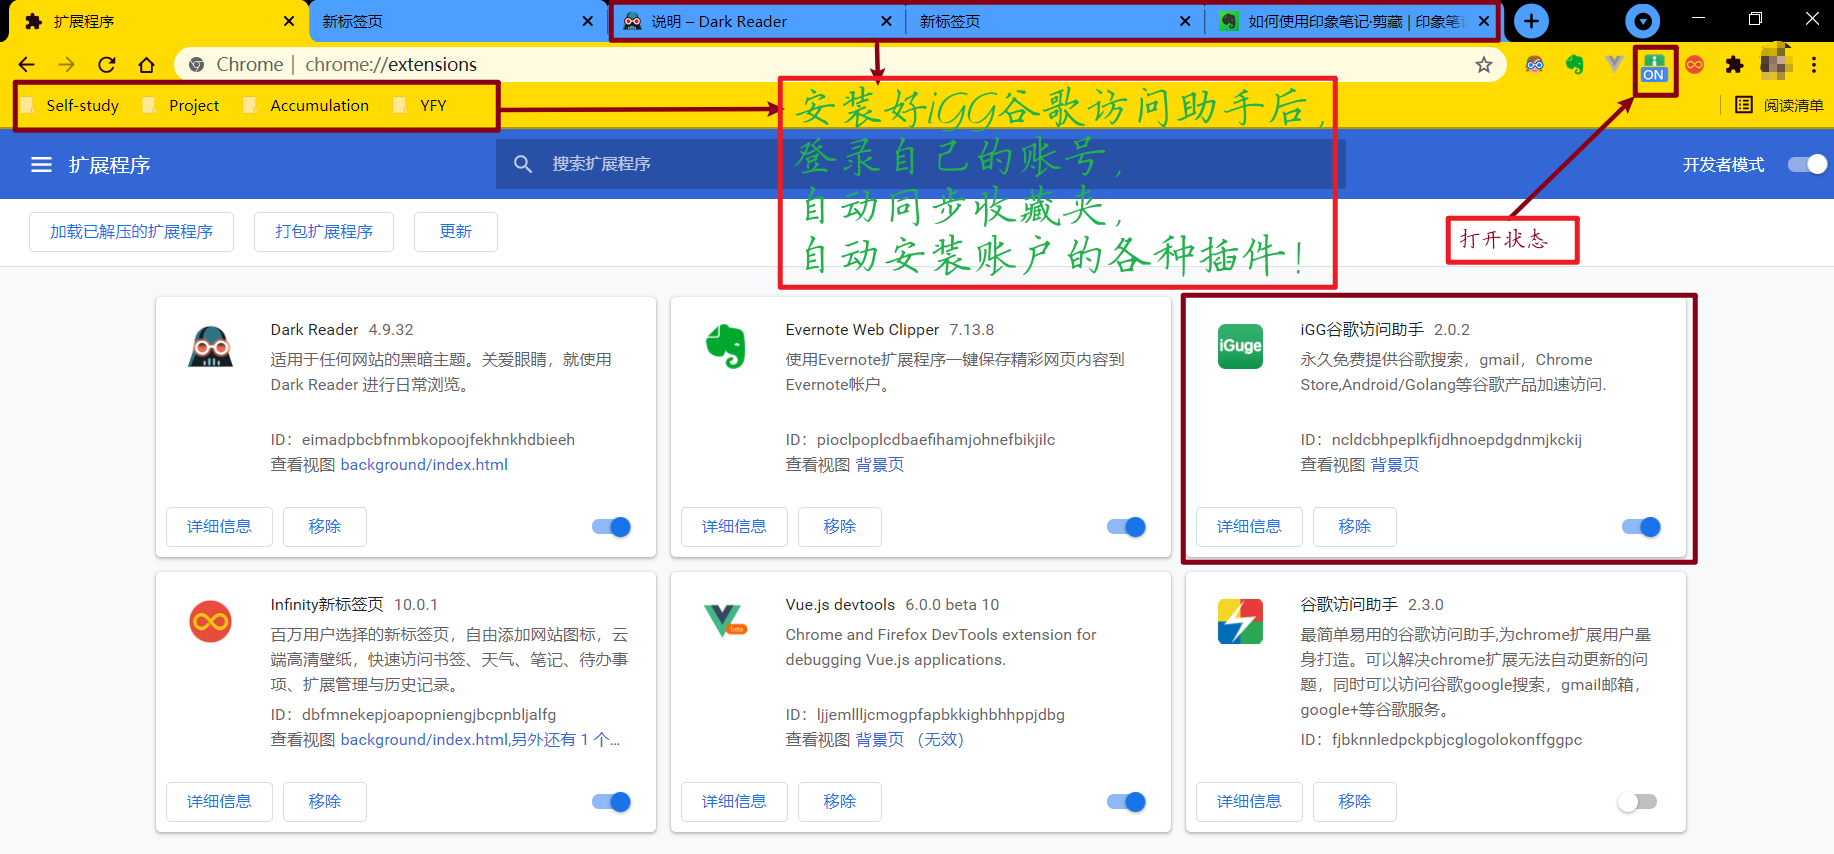 扩展程序
新标签页
说明 – Dark Reader
新标签页
如何使用印象笔记·剪藏 | 印象笔记
Chrome | chrome://extensions
ON
Self-study
Project
Accumulation
YFY
阅读清单
安装好iGG谷歌访问助手后,
登录自己的账号,
自动同步收藏夹,
自动安装账户的各种插件!
扩展程序
搜索扩展程序
开发者模式
加载已解压的扩展程序
打包扩展程序
更新
打开状态
Dark Reader 4.9.32
适用于任何网站的黑暗主题。关爱眼睛，就使用
Dark Reader 进行日常浏览。
ID：eimadpbcbfnmbkopoojfekhnkhdbieeh
查看视图 background/index.html
详细信息
移除
Evernote Web Clipper 7.13.8
使用Evernote扩展程序一键保存精彩网页内容到
Evernote帐户。
ID：pioclpoplcdbaefihamjohnefbikjilc
查看视图 背景页
详细信息
移除
iGuge
iGG谷歌访问助手 2.0.2
永久免费提供谷歌搜索，gmail，Chrome
Store,Android/Golang等谷歌产品加速访问.
ID：ncldcbhpeplkfijdhnoepdgdnmjkckij
查看视图 背景页
详细信息
移除
Infinity新标签页 10.0.1
百万用户选择的新标签页，自由添加网站图标，云
端高清壁纸，快速访问书签、天气、笔记、待办事
项、扩展管理与历史记录。
ID：dbfmnekepjoapopniengjbcpnbljalfg
查看视图 background/index.html,另外还有 1 个...
详细信息
移除
beta
Vue.js devtools 6.0.0 beta 10
Chrome and Firefox DevTools extension for
debugging Vue.js applications.
ID：ljjemllljcmogpfapbkkighbhhppjdbg
查看视图 背景页 （无效）
详细信息
移除
谷歌访问助手 2.3.0
最简单易用的谷歌访问助手,为chrome扩展用户量
身打造。可以解决chrome扩展无法自动更新的问
题，同时可以访问谷歌google搜索，gmail邮箱，
google+等谷歌服务。
ID：fjbknnledpckpbjcglogolokonffggpc
详细信息
移除